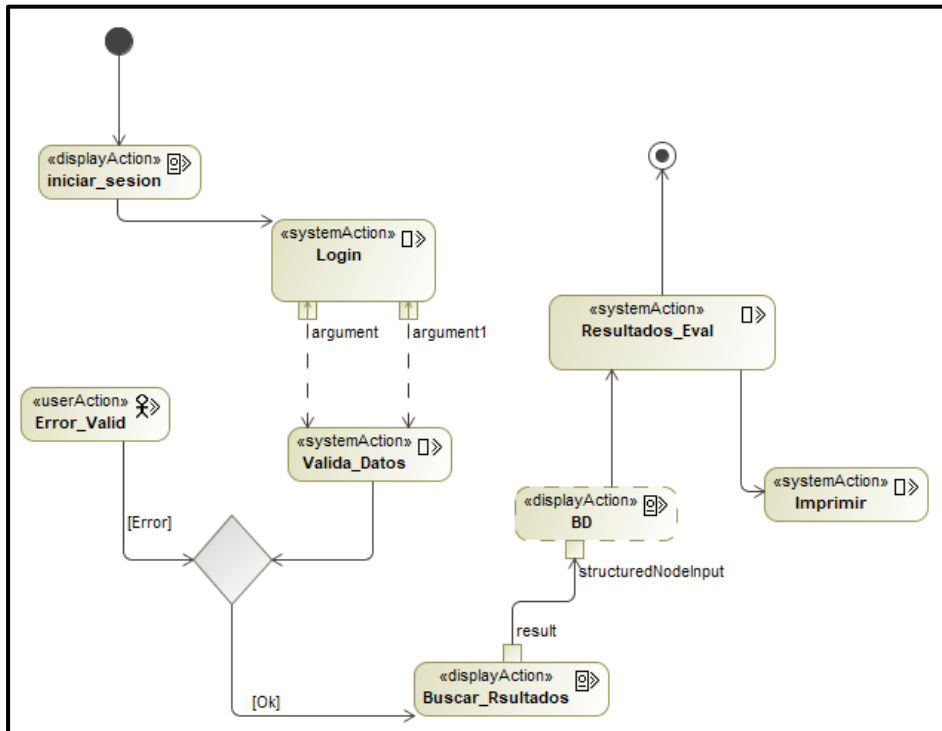 «displayAction»
iniciar_sesion
«systemAction»
Login
argument
argument1
«systemAction»
Resultados_Eval
«userAction»
Error_Valid
«systemAction»
Valida_Datos
«systemAction»
Imprimir
«displayAction»
BD
[Error]
structuredNodeInput
result
«displayAction»
Buscar_Rsultados
[Ok]